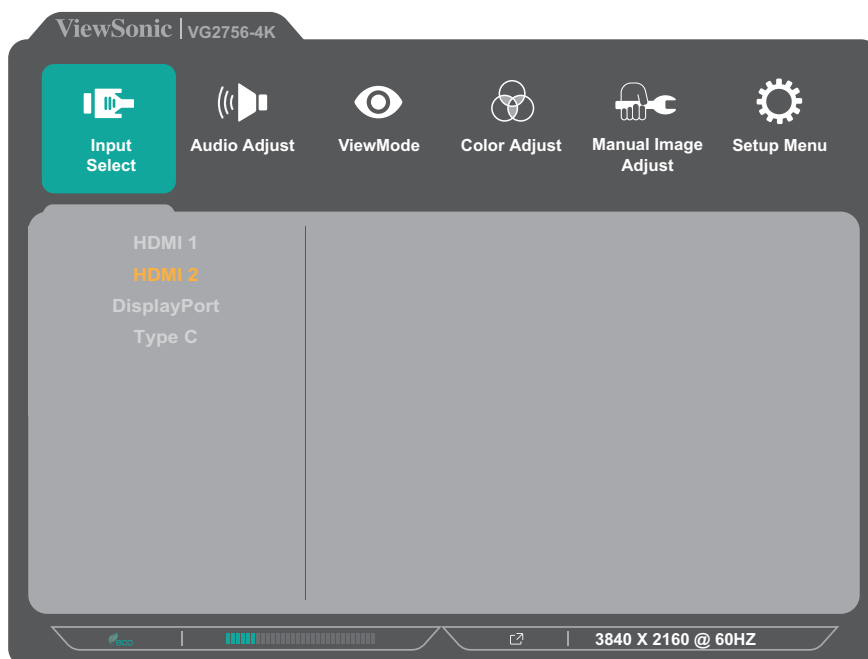 ViewSonic | VG2756-4K
Input
Select
Audio Adjust
ViewMode
Color Adjust
Manual Image
Adjust
Setup Menu
HDMI 1
HDMI 2
DisplayPort
Type C
eco
3840 X 2160 @ 60HZ